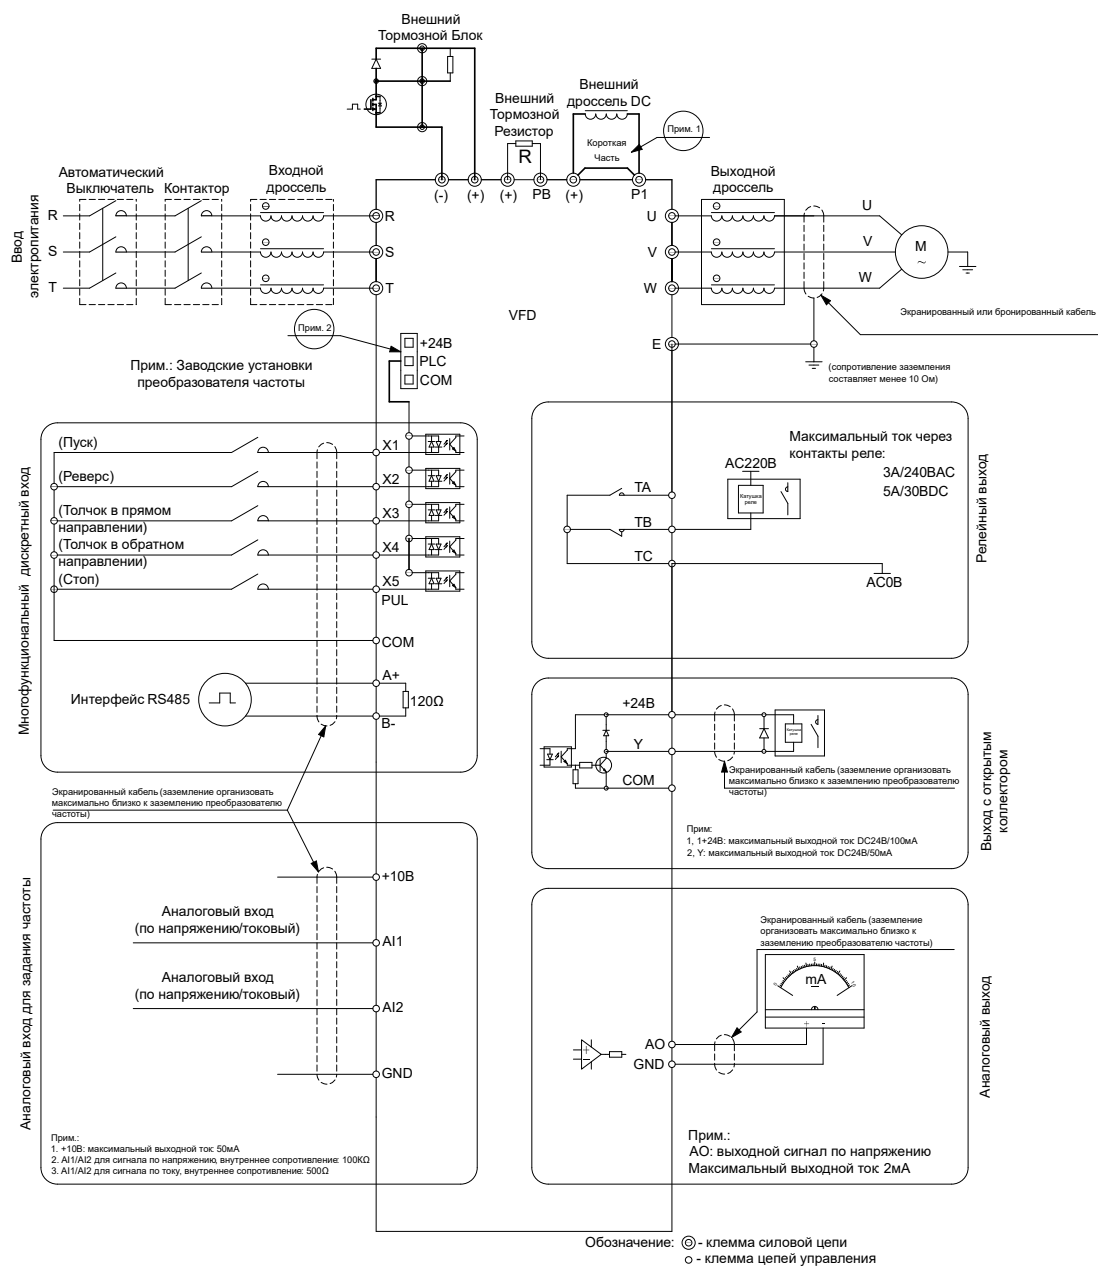 Внешний
Тормозной Блок
Внешний
Тормозной
Резистор
R
Внешний
дроссель DC
Короткая
Часть
Прим. 1
Автоматический
Выключатель
Контактор
Входной
дроссель
(-)
(+)
(+)
PB
(+)
P1
Выходной
дроссель
Ввод
электропитания
R
S
T
R
S
T
U
V
W
U
V
W
M
~
VFD
E
Экранированный или бронированный кабель
(сопротивление заземления
составляет менее 10 Ом)
Прим. 2
+24В
PLC
COM
Прим.: Заводские установки
преобразователя частоты
Многофункциональный дискретный вход
(Пуск)
X1
(Реверс)
X2
(Толчок в прямом
направлении)
X3
(Толчок в обратном
направлении)
X4
(Стоп)
X5
PUL
COM
A+
Интерфейс RS485
120Ω
B-
Экранированный кабель (заземление организовать
максимально близко к заземлению преобразователю
частоты)
Релейный выход
Максимальный ток через
контакты реле:
3A/240ВАС
5A/30BDC
AC220В
Катушка
реле
TA
TB
TC
AC0В
Выход с открытым
коллектором
+24В
Y
COM
Катушка
реле
Экранированный кабель (заземление организовать
максимально близко к заземлению преобразователю
частоты)
Прим:
1, 1+24В: максимальный выходной ток: DC24В/100мА
2, Y: максимальный выходной ток: DC24В/50мА
Аналоговый вход для задания частоты
+10В
Аналоговый вход
(по напряжению/токовый)
AI1
Аналоговый вход
(по напряжению/токовый)
AI2
GND
Прим.:
1. +10В: максимальный выходной ток: 50мА
2. AI1/AI2 для сигнала по напряжению, внутреннее сопротивление: 100KΩ
3. AI1/AI2 для сигнала по току, внутреннее сопротивление: 500Ω
Аналоговый выход
Экранированный кабель (заземление
организовать максимально близко к
заземлению преобразователю частоты)
0
5
10
mA
+
-
AO
GND
Прим.:
АО: выходной сигнал по напряжению
Максимальный выходной ток: 2мА
Обозначение: - клемма силовой цепи
- клемма цепей управления